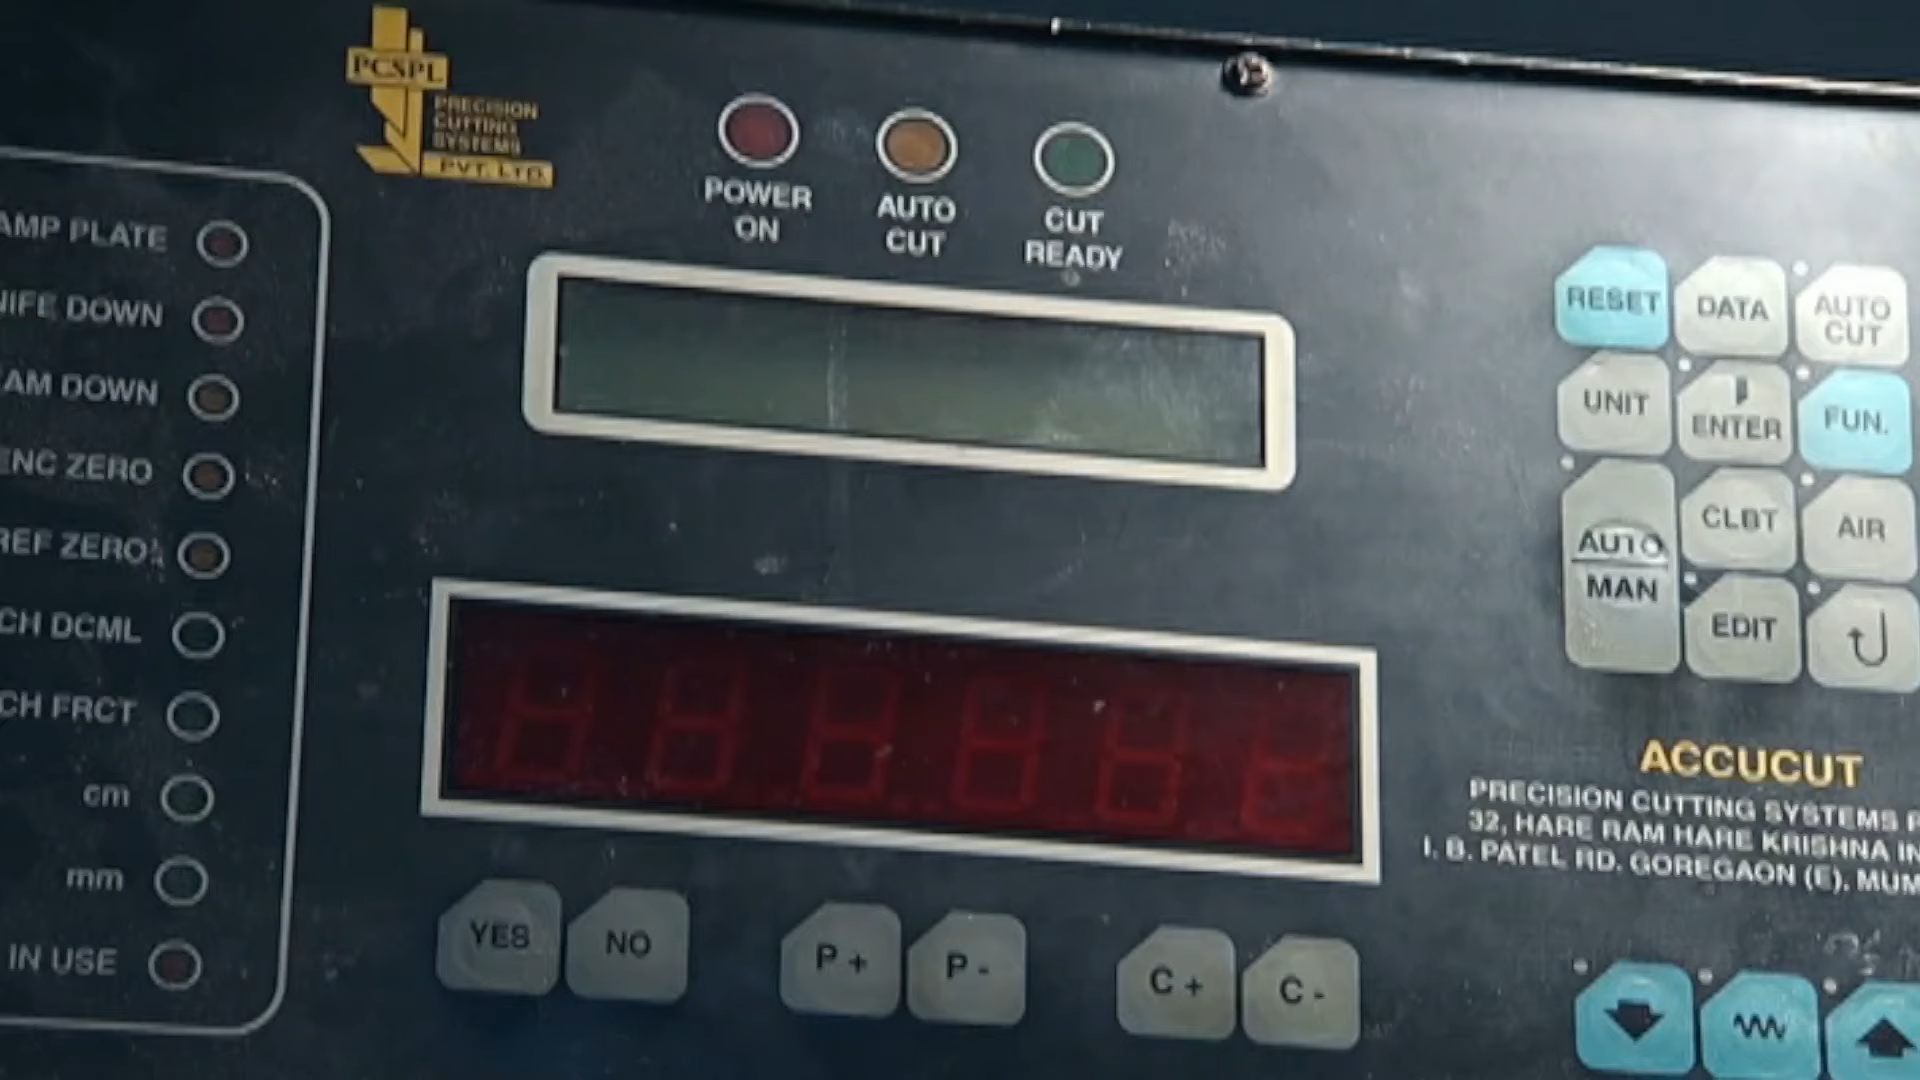 PCSPL
PRECISION
CUTTING
SYSTEMS
PVT. LTD.
POWER
ON
AUTO
CUT
CUT
READY
AMP PLATE
NIFE DOWN
AM DOWN
ENC ZERO
REF ZERO
CH DCML
CH FRCT
cm
mm
IN USE
RESET
DATA
AUTO
CUT
UNIT
ENTER
FUN.
AUTO
MAN
CLBT
AIR
EDIT
ACCUCUT
PRECISION CUTTING SYSTEMS P
32, HARE RAM HARE KRISHNA IN
I. B. PATEL RD. GOREGAON (E), MUM
YES
NO
P +
P -
C +
C -